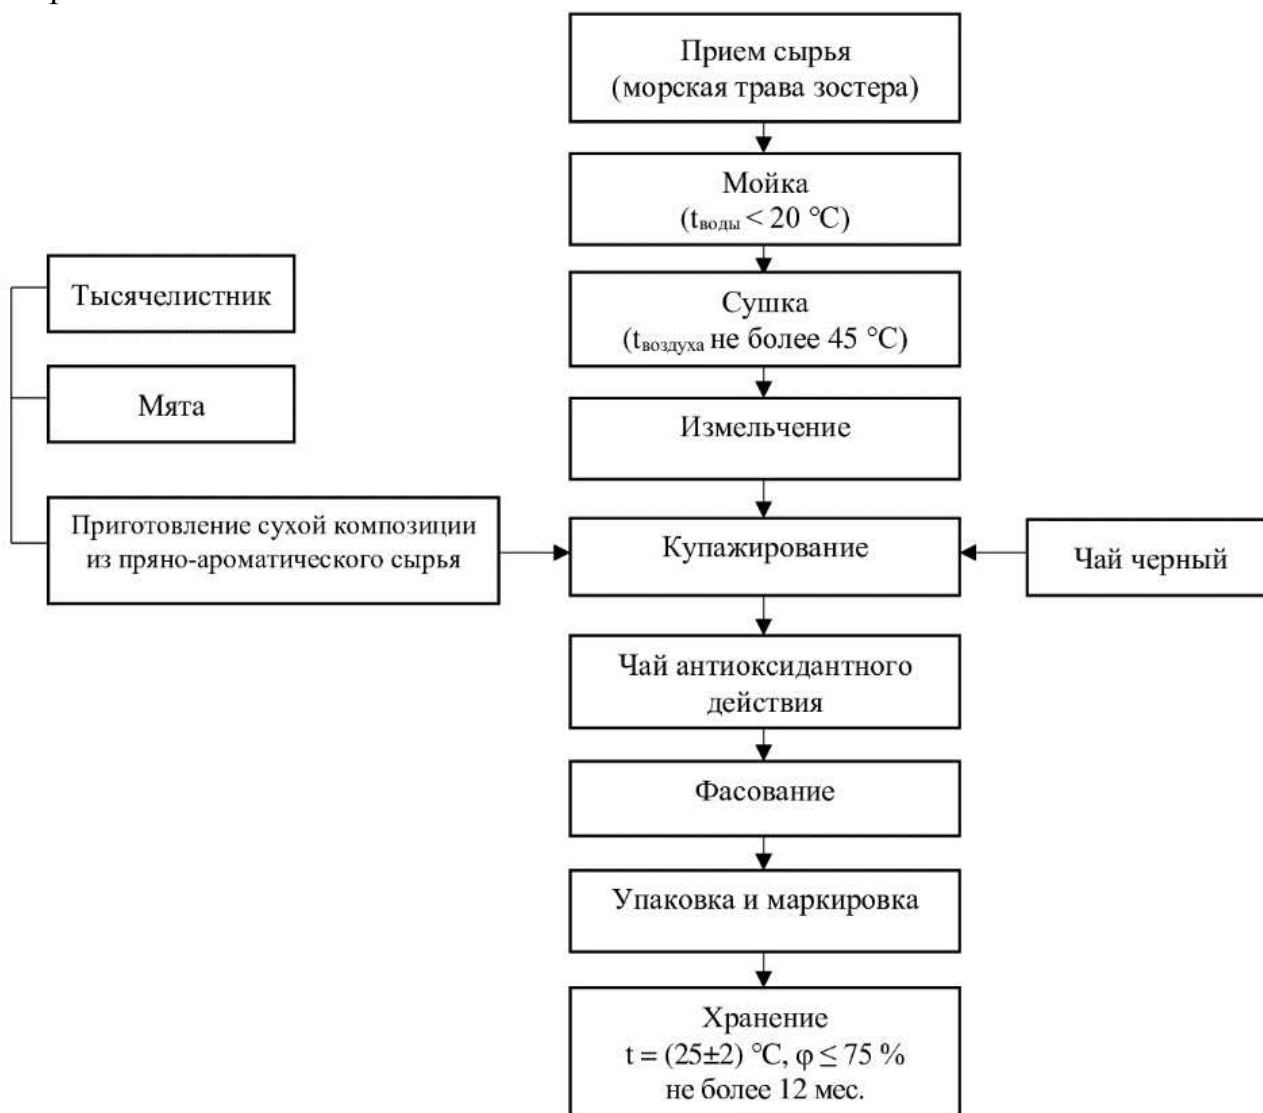 Прием сырья
(морская трава зостера)
Мойка
(tводы < 20 °C)
Сушка
(tвоздуха не более 45 °C)
Измельчение
Тысячелистник
Мята
Приготовление сухой композиции
из пряно-ароматического сырья
Купажирование
Чай черный
Чай антиоксидантного
действия
Фасование
Упаковка и маркировка
Хранение
t = (25±2) °C, φ ≤ 75 %
не более 12 мес.